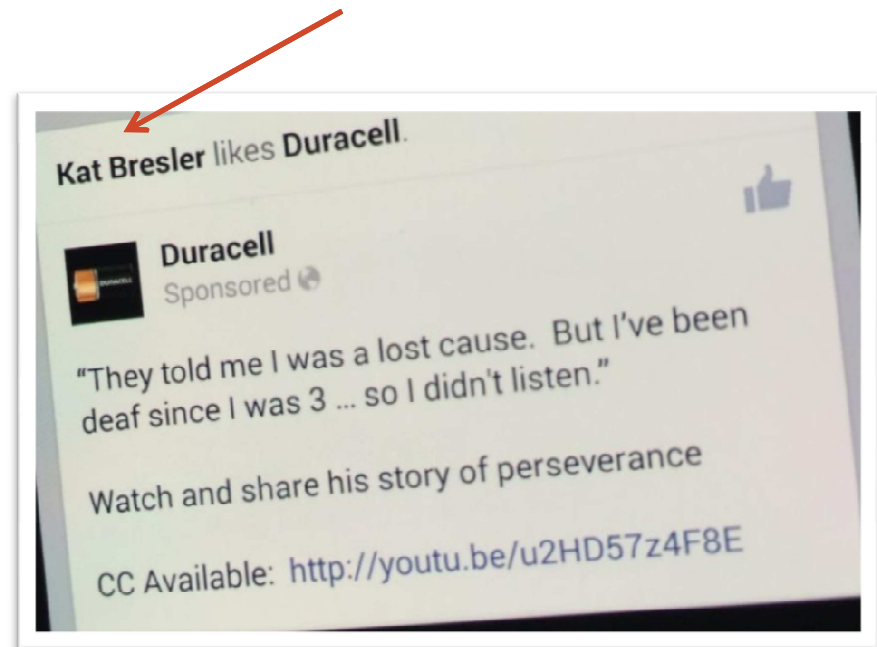 Kat Bresler likes Duracell.
Duracell
DURACELL
Sponsored
“They told me I was a lost cause.  But I’ve been
deaf since I was 3 ... so I didn't listen.”
Watch and share his story of perseverance
CC Available:  http://youtu.be/u2HD57z4F8E